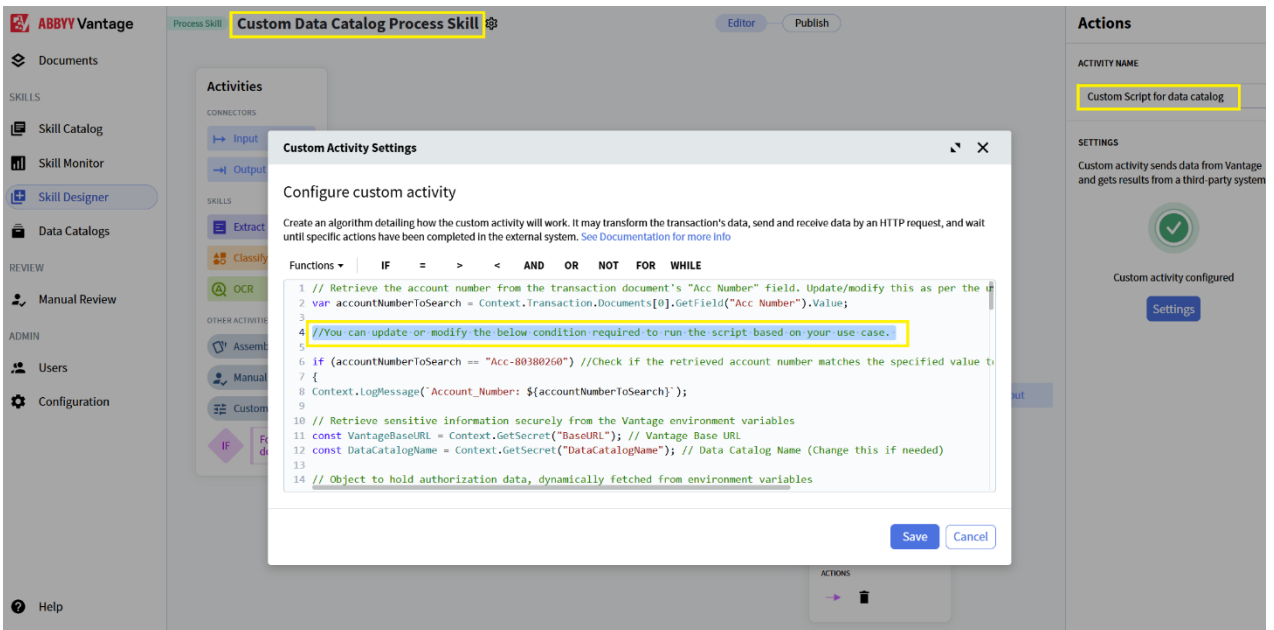 ABBYY Vantage
Documents
SKILLS
Skill Catalog
Skill Monitor
Skill Designer
Data Catalogs
REVIEW
Manual Review
ADMIN
Users
Configuration
Help
Process Skill Custom Data Catalog Process Skill
Editor
Publish
Activities
CONNECTORS
Input
Output
SKILLS
Extract
Classify
OCR
OTHER ACTIVITIE
Assemb
Manual
Custom
IF
Custom Activity Settings
Configure custom activity
Create an algorithm detailing how the custom activity will work. It may transform the transaction's data, send and receive data by an HTTP request, and wait
until specific actions have been completed in the external system. See Documentation for more info
Functions IF = > < AND OR NOT FOR WHILE
1 // Retrieve the account number from the transaction document's "Acc Number" field. Update/modify this as per the
2 var accountNumberToSearch = Context.Transaction.Documents[0].GetField("Acc Number").Value;
3
4 //You can update or modify the below condition required to run the script based on your use case.
5
6 if (accountNumberToSearch == "Acc-80380260") //Check if the retrieved account number matches the specified value
7 {
8 Context.LogMessage(`Account_Number: ${accountNumberToSearch}`);
9
10 // Retrieve sensitive information securely from the Vantage environment variables
11 const VantageBaseURL = Context.GetSecret("BaseURL"); // Vantage Base URL
12 const DataCatalogName = Context.GetSecret("DataCatalogName"); // Data Catalog Name (Change this if needed)
13
14 // Object to hold authorization data, dynamically fetched from environment variables
Save
Cancel
ACTIONS
Actions
ACTIVITY NAME
Custom Script for data catalog
SETTINGS
Custom activity sends data from Vantage
and gets results from a third-party system
Custom activity configured
Settings